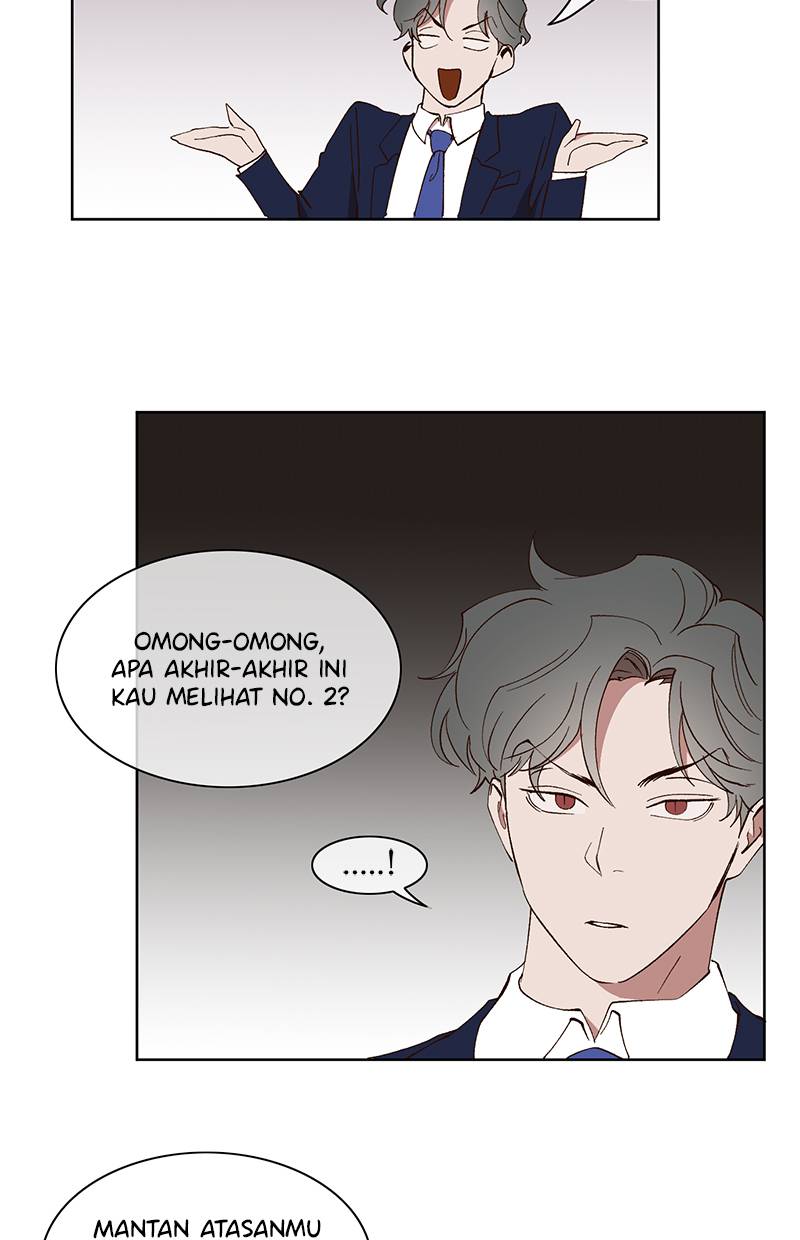 OMONG-OMONG,
APA AKHIR-AKHIR INI
KAU MELIHAT NO. 2?
.....!
MANTAN ATASANMU